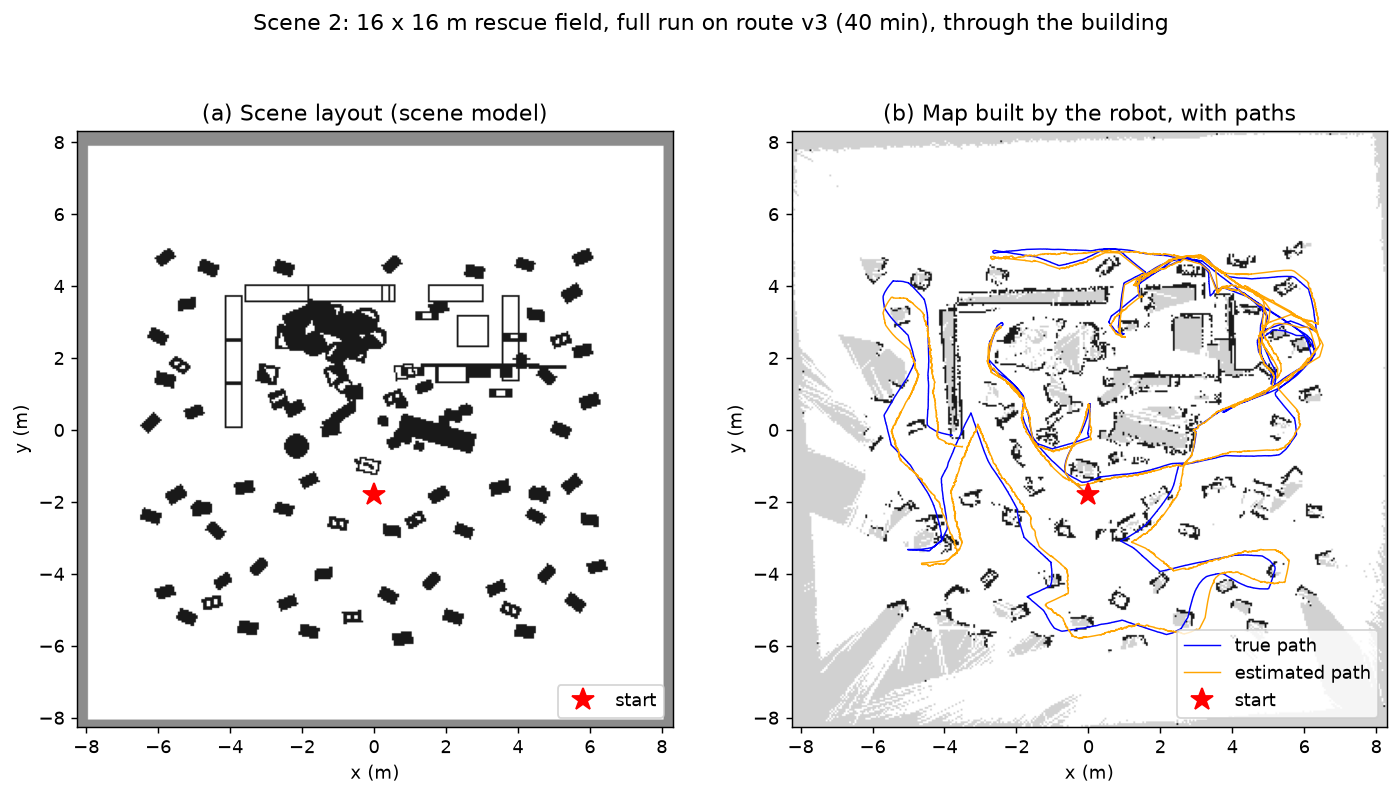 Scene 2: 16 x 16 m rescue field, full run on route v3 (40 min), through the building
(a) Scene layout (scene model)
8
6
4
2
0
−2
−4
−6
−8
y (m)
−8 −6 −4 −2 0 2 4 6 8
x (m)
start
(b) Map built by the robot, with paths
8
6
4
2
0
−2
−4
−6
−8
y (m)
−8 −6 −4 −2 0 2 4 6 8
x (m)
true path
estimated path
start